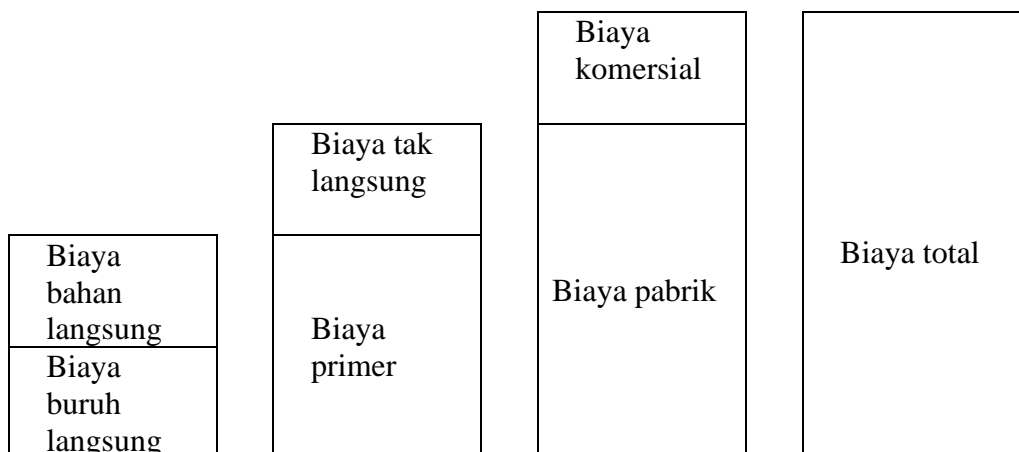 Biaya
bahan
langsung
Biaya
buruh
langsung
Biaya tak
langsung
Biaya
primer
Biaya
komersial
Biaya pabrik
Biaya total